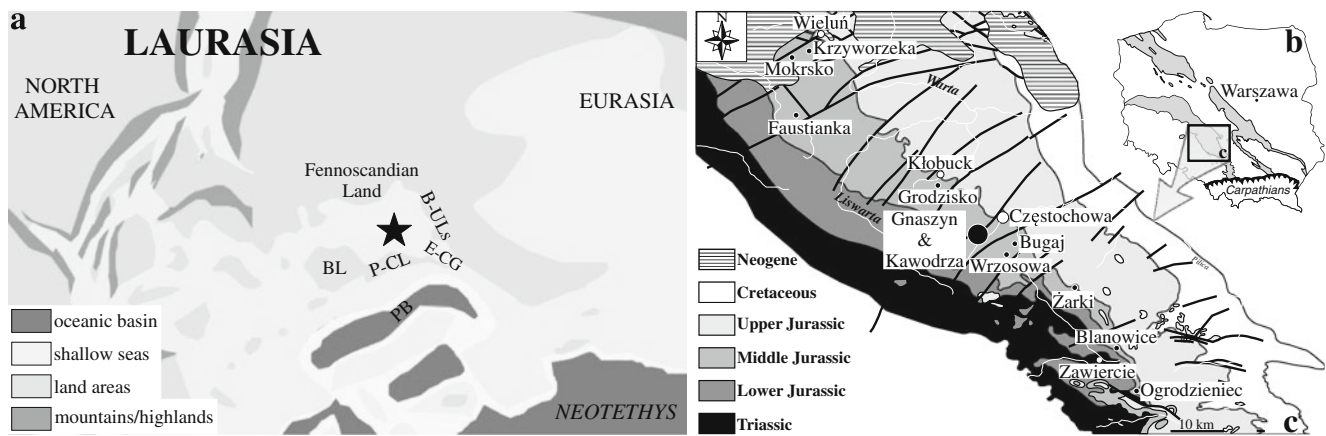 a
LAURASIA
NORTH
AMERICA
EURASIA
Fennoscandian
Land
B-ULs
E-CG
BL
P-CL
PB
NEOTETHYS
oceanic basin
shallow seas
land areas
mountains/highlands
N
Wieluń
Krzyworzeka
Mokrsko
Warta
Faustianka
Kłobuck
Grodzisko
Liswarta
Gnaszyn
&
Kawodrza
Częstochowa
Bugaj
Wrzosowa
Pilica
Żarki
Blanowice
Zawiercie
Ogrodzieniec
10 km
c
Neogene
Cretaceous
Upper Jurassic
Middle Jurassic
Lower Jurassic
Triassic
b
Warszawa
c
Carpathians